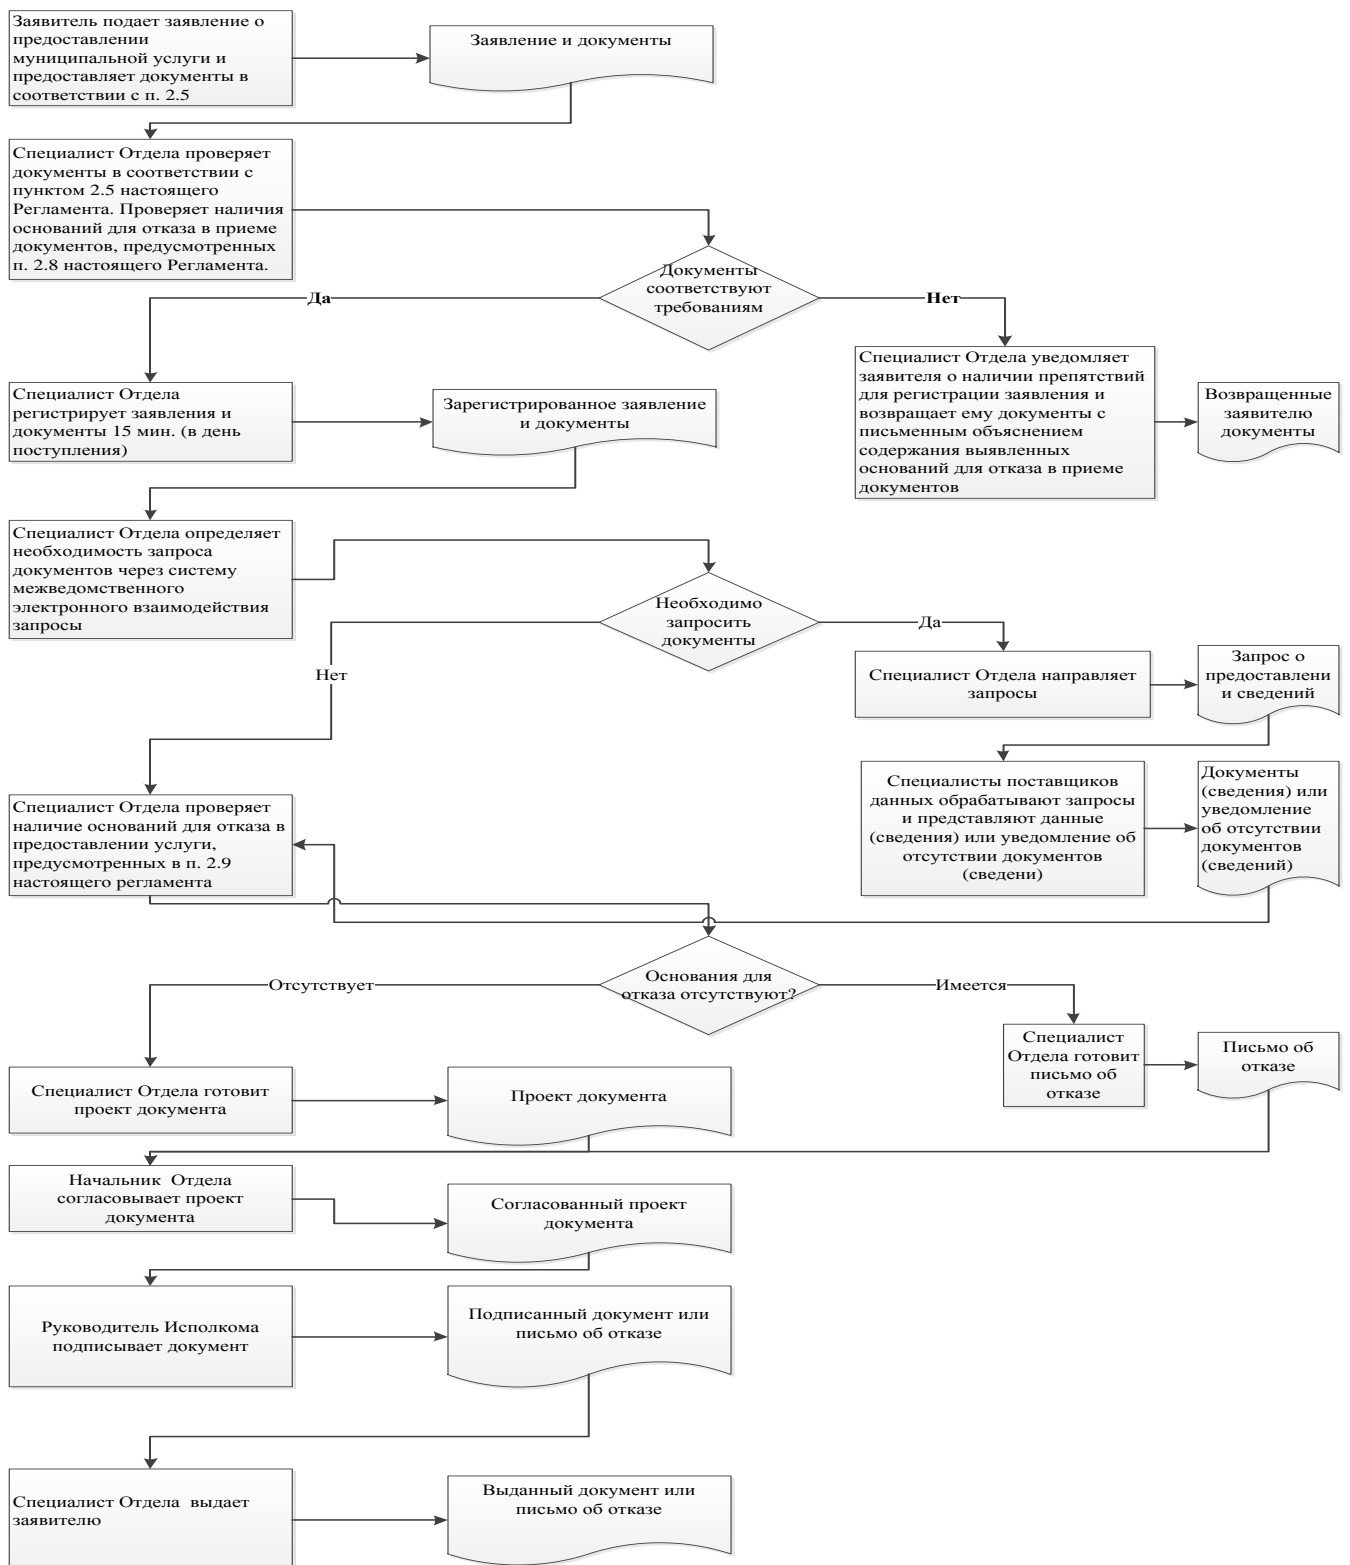 Заявитель подает заявление о
предоставлении
муниципальной услуги и
предоставляет документы в
соответствии с п. 2.5
Заявление и документы
Специалист Отдела проверяет
документы в соответствии с
пунктом 2.5 настоящего
Регламента. Проверяет наличия
оснований для отказа в приеме
документов, предусмотренных
п. 2.8 настоящего Регламента.
Документы
соответствуют
требованиям
Да
Нет
Специалист Отдела
регистрирует заявления и
документы 15 мин. (в день
поступления)
Зарегистрированное заявление
и документы
Специалист Отдела уведомляет
заявителя о наличии препятствий
для регистрации заявления и
возвращает ему документы с
письменным объяснением
содержания выявленных
оснований для отказа в приеме
документов
Возвращенные
заявителю
документы
Специалист Отдела определяет
необходимость запроса
документов через систему
межведомственного
электронного взаимодействия
запросы
Необходимо
запросить
документы
Да
Нет
Специалист Отдела направляет
запросы
Запрос о
предоставлени
и сведений
Специалисты поставщиков
данных обрабатывают запросы
и представляют данные
(сведения) или уведомление об
отсутствии документов
(сведени)
Документы
(сведения) или
уведомление
об отсутствии
документов
(сведений)
Специалист Отдела проверяет
наличие оснований для отказа в
предоставлении услуги,
предусмотренных в п. 2.9
настоящего регламента
Основания для
отказа отсутствуют?
Отсутствует
Имеется
Специалист
Отдела готовит
письмо об
отказе
Письмо об
отказе
Специалист Отдела готовит
проект документа
Проект документа
Начальник  Отдела
согласовывает проект
документа
Согласованный проект
документа
Руководитель Исполкома
подписывает документ
Подписанный документ или
письмо об отказе
Специалист Отдела  выдает
заявителю
Выданный документ или
письмо об отказе